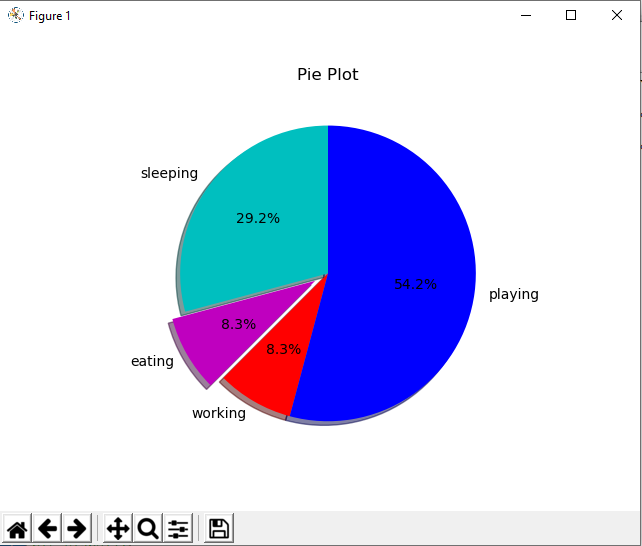 Figure 1
Pie Plot
sleeping
29.2%
54.2%
playing
8.3%
eating
8.3%
working